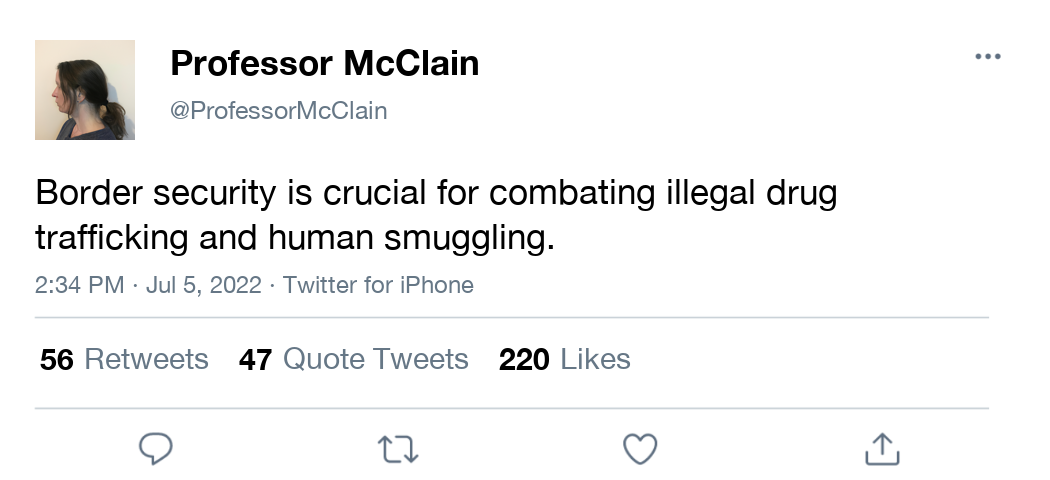 Professor McClain
@ProfessorMcClain
Border security is crucial for combating illegal drug
trafficking and human smuggling.
2:34 PM · Jul 5, 2022 · Twitter for iPhone
56 Retweets 47 Quote Tweets 220 Likes